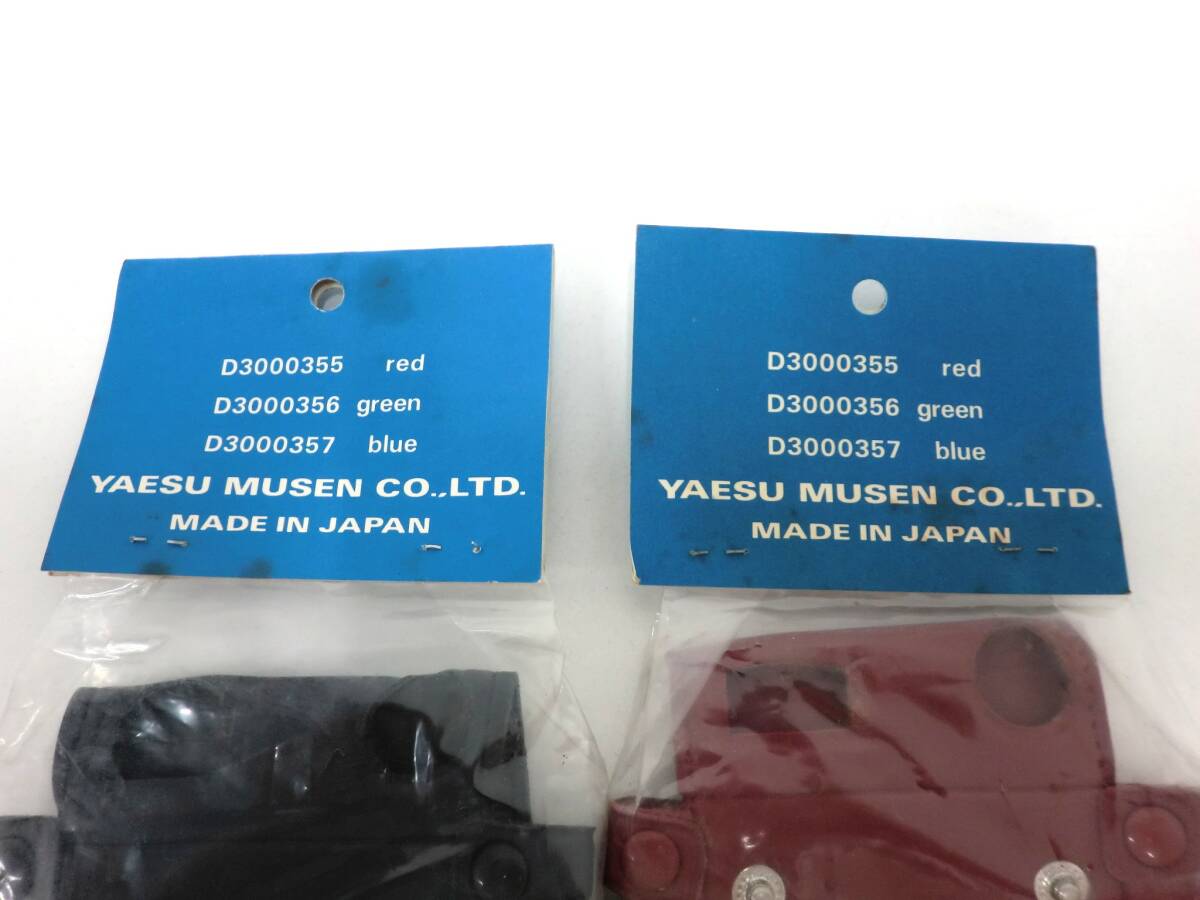 D3000355 red
D3000356 green
D3000357 blue
YAESU MUSEN CO.,LTD.
MADE IN JAPAN
D3000355 red
D3000356 green
D3000357 blue
YAESU MUSEN CO.,LTD.
MADE IN JAPAN